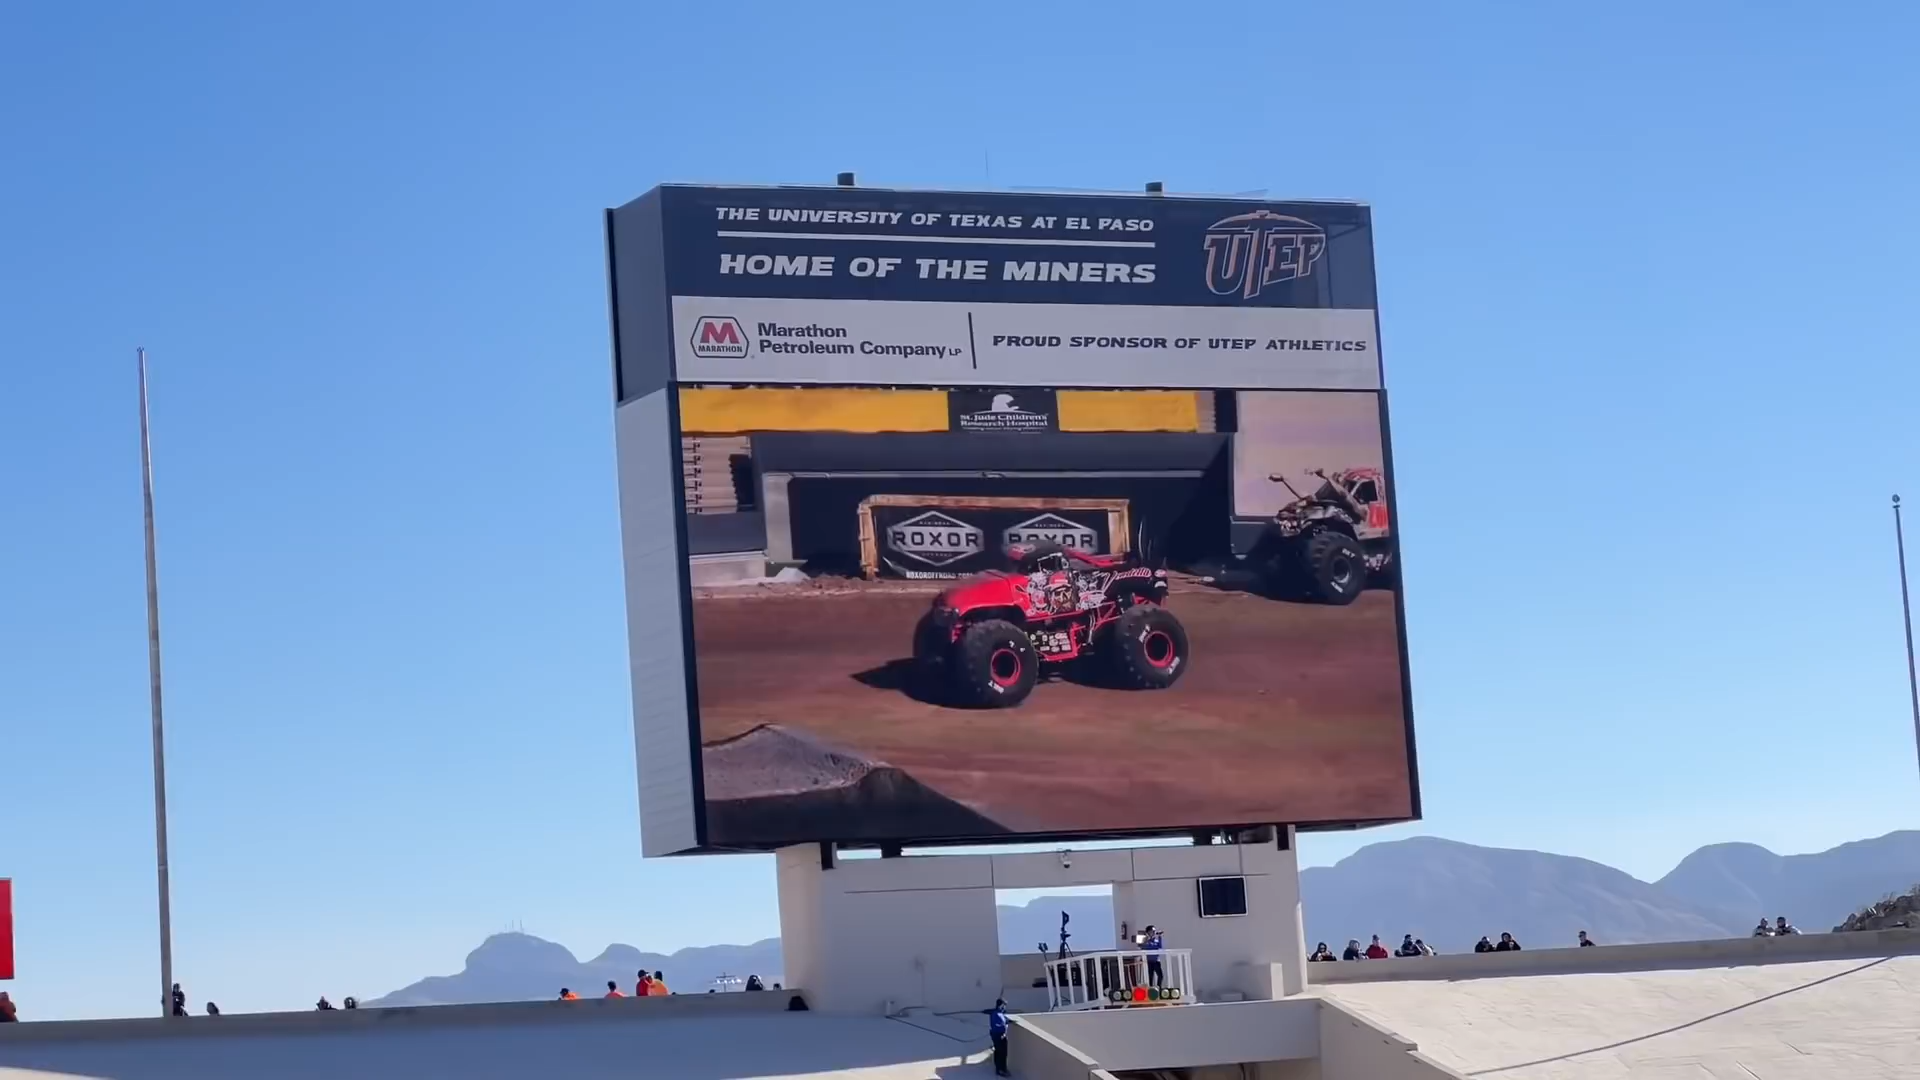 THE UNIVERSITY OF TEXAS AT EL PASO
HOME OF THE MINERS
UTEP
MARATHON
Marathon
Petroleum Company LP
PROUD SPONSOR OF UTEP ATHLETICS
St. Jude Children's
Research Hospital
ROXOR
ROXOR